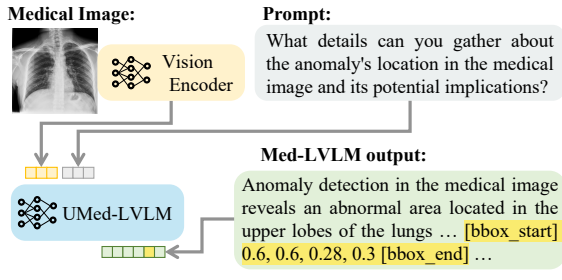 Medical Image:
Vision
Encoder
Prompt:
What details can you gather about
the anomaly's location in the medical
image and its potential implications?
UMed-LVLM
Med-LVLM output:
Anomaly detection in the medical image
reveals an abnormal area located in the
upper lobes of the lungs ... [bbox_start]
0.6, 0.6, 0.28, 0.3 [bbox_end] ...